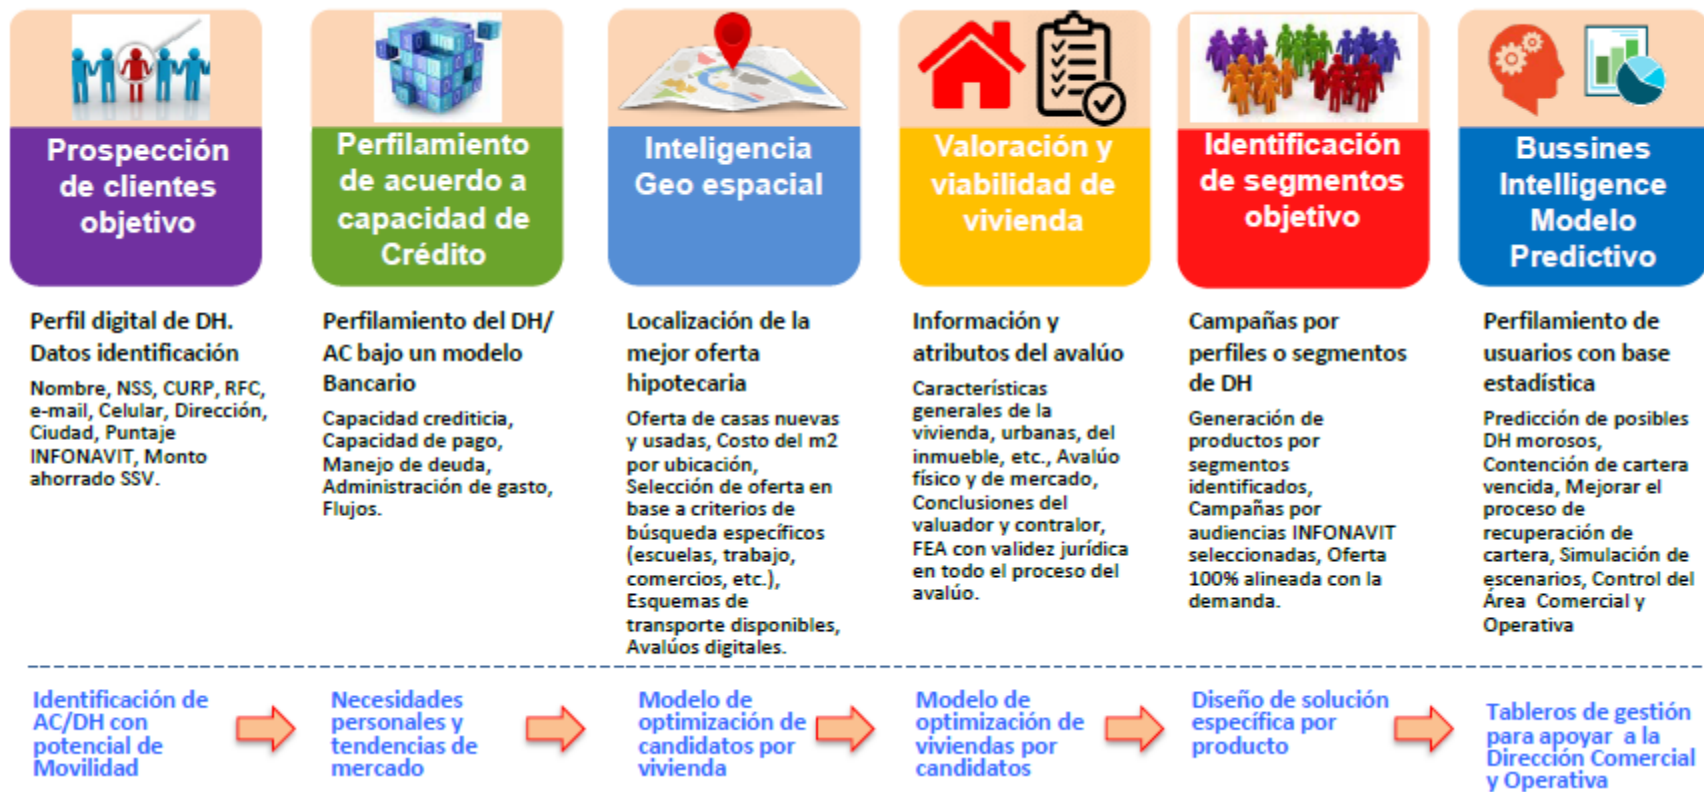 Prospección
de clientes
objetivo
Perfil digital de DH.
Datos identificación
Nombre, NSS, CURP, RFC,
e-mail, Celular, Dirección,
Ciudad, Puntaje
INFONAVIT, Monto
ahorrado SSV.
Perfilamiento
de acuerdo a
capacidad de
Crédito
Perfilamiento del DH/
AC bajo un modelo
Bancario
Capacidad crediticia,
Capacidad de pago,
Manejo de deuda,
Administración de gasto,
Flujos.
Inteligencia
Geo espacial
Localización de la
mejor oferta
hipotecaria
Oferta de casas nuevas
y usadas, Costo del m2
por ubicación,
Selección de oferta en
base a criterios de
búsqueda específicos
(escuelas, trabajo,
comercios, etc.),
Esquemas de
transporte disponibles,
Avalúos digitales.
Valoración y
viabilidad de
vivienda
Información y
atributos del avalúo
Características
generales de la
vivienda, urbanas, del
inmueble, etc., Avalúo
físico y de mercado,
Conclusiones del
valuador y contralor,
FEA con validez jurídica
en todo el proceso del
avalúo.
Identificación
de segmentos
objetivo
Campañas por
perfiles o segmentos
de DH
Generación de
productos por
segmentos
identificados,
Campañas por
audiencias INFONAVIT
seleccionadas, Oferta
100% alineada con la
demanda.
Bussines
Intelligence
Modelo
Predictivo
Perfilamiento de
usuarios con base
estadística
Predicción de posibles
DH morosos,
Contención de cartera
vencida, Mejorar el
proceso de
recuperación de
cartera, Simulación de
escenarios, Control del
Área Comercial y
Operativa
Identificación de
AC/DH con
potencial de
Movilidad
Necesidades
personales y
tendencias de
mercado
Modelo de
optimización de
candidatos por
vivienda
Modelo de
optimización de
viviendas por
candidatos
Diseño de solución
específica por
producto
Tableros de gestión
para apoyar a la
Dirección Comercial
y Operativa